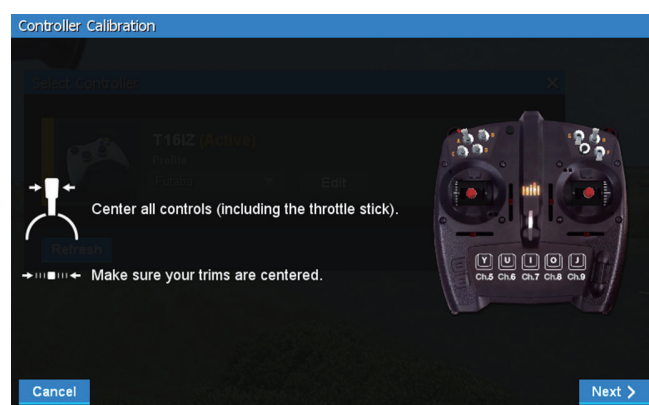 Controller Calibration
Select Controller
T16IZ (Active)
Profile
Futaba
Edit
Center all controls (including the throttle stick).
Refresh
Make sure your trims are centered.
Y U I O J
Ch.5 Ch.6 Ch.7 Ch.8 Ch.9
Cancel
Next >